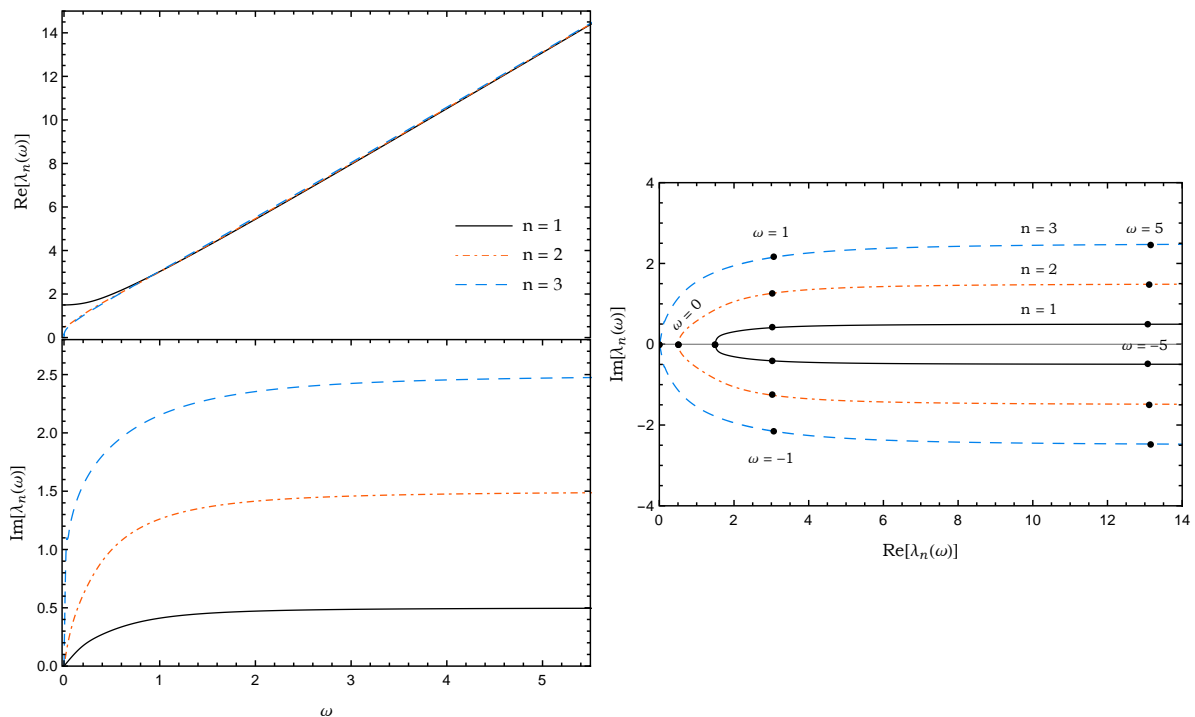 Re[λn(ω)]
14
12
10
8
6
4
2
0
n = 1
n = 2
n = 3
Im[λn(ω)]
2.5
2.0
1.5
1.0
0.5
0.0
0 1 2 3 4 5
ω
Im[λn(ω)]
4
2
0
−2
−4
ω = 1
n = 3
ω = 5
n = 2
ω = 0
n = 1
ω = −5
ω = −1
0 2 4 6 8 10 12 14
Re[λn(ω)]